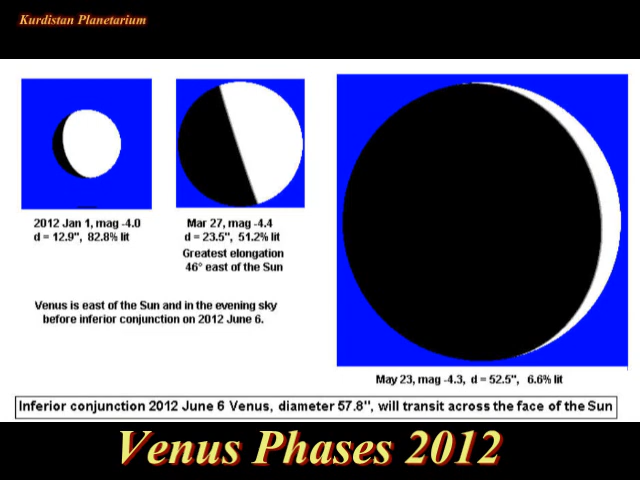 Kurdistan Planetarium
2012 Jan 1, mag -4.0
d = 12.9", 82.8% lit
Mar 27, mag -4.4
d = 23.5", 51.2% lit
Greatest elongation
46° east of the Sun
Venus is east of the Sun and in the evening sky
before inferior conjunction on 2012 June 6.
May 23, mag -4.3, d = 52.5", 6.6% lit
Inferior conjunction 2012 June 6 Venus, diameter 57.8", will transit across the face of the Sun
Venus Phases 2012